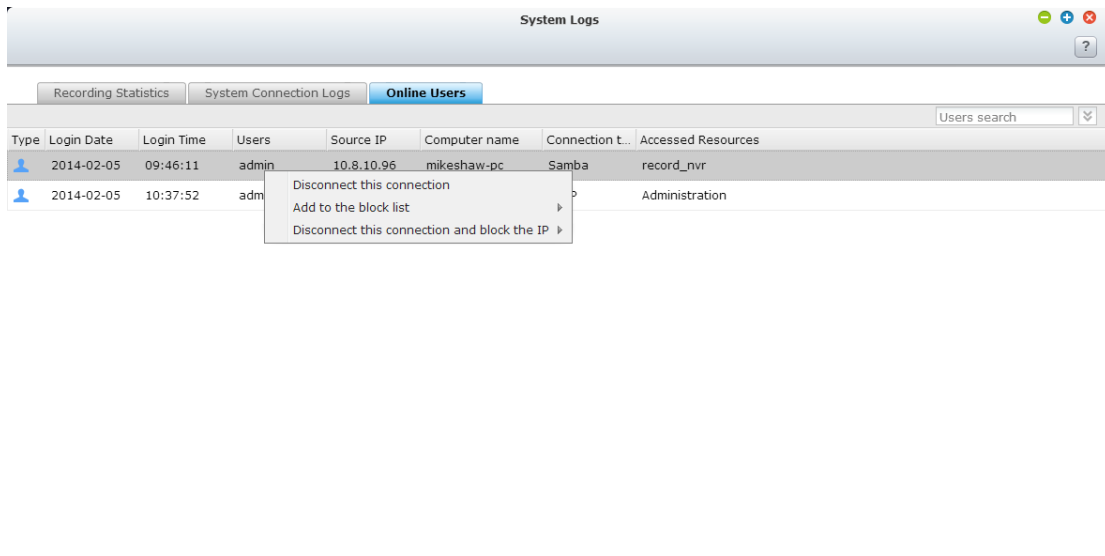 System Logs
?
Recording Statistics System Connection Logs Online Users
Users search
Type Login Date Login Time Users Source IP Computer name Connection t... Accessed Resources
2014-02-05 09:46:11 admin 10.8.10.96 mikeshaw-pc Samba record_nvr
Disconnect this connection
2014-02-05 10:37:52 Administration
Add to the block list
Disconnect this connection and block the IP